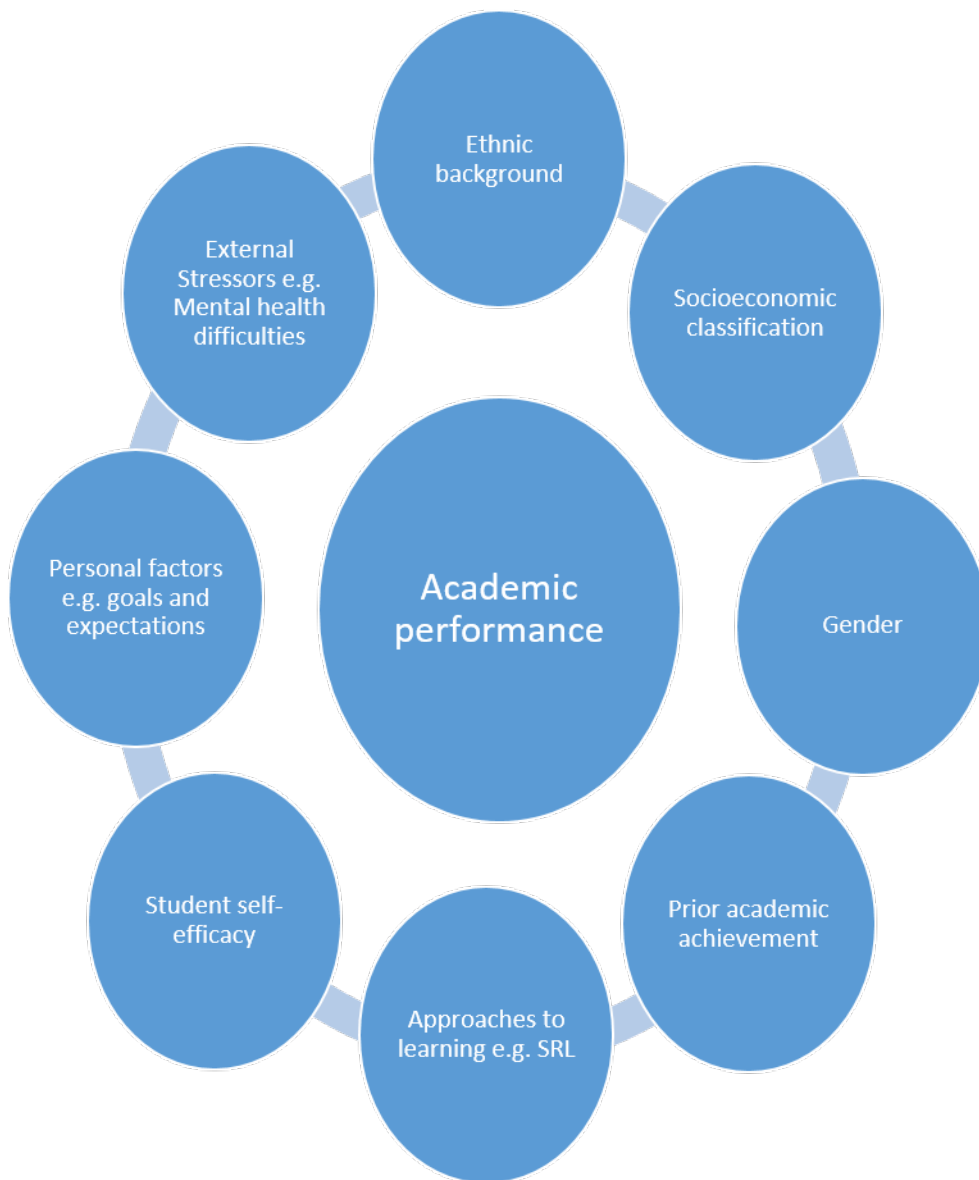 Ethnic
background
Socioeconomic
classification
Gender
Prior academic
achievement
Approaches to
learning e.g. SRL
Student self-
efficacy
Personal factors
e.g. goals and
expectations
External
Stressors e.g.
Mental health
difficulties
Academic
performance